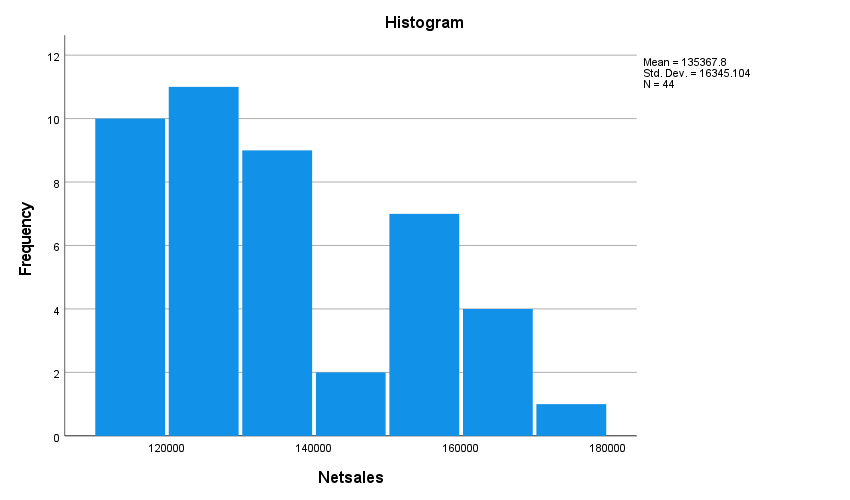 Histogram
Mean = 135367.8
Std. Dev. = 16345.104
N = 44
12
10
8
6
4
2
0
Frequency
120000 140000 160000 180000
Netsales